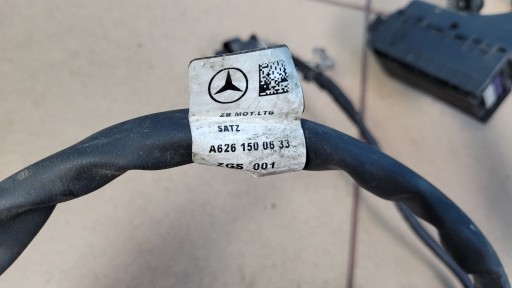 ZB MOT.LTG
SATZ
A626 150 06 33
ZGS 001